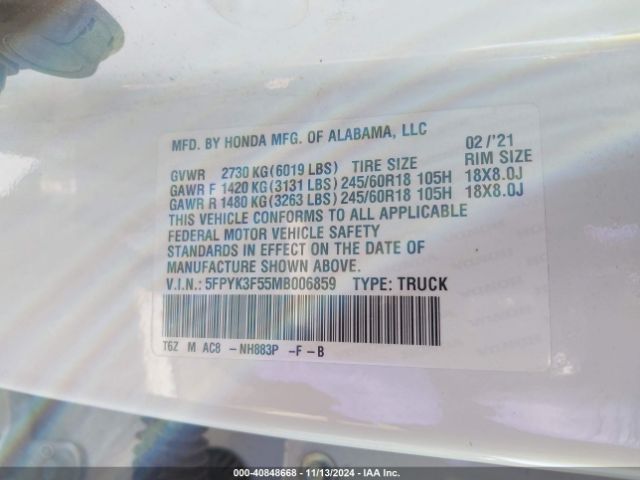 MFD. BY HONDA MFG. OF ALABAMA, LLC 02/'21
GVWR 2730 KG(6019 LBS) TIRE SIZE RIM SIZE
GAWR F 1420 KG(3131 LBS) 245/60R18 105H 18X8.0J
GAWR R 1480 KG(3263 LBS) 245/60R18 105H 18X8.0J
THIS VEHICLE CONFORMS TO ALL APPLICABLE
FEDERAL MOTOR VEHICLE SAFETY
STANDARDS IN EFFECT ON THE DATE OF
MANUFACTURE SHOWN ABOVE.
V.I.N.: 5FPYK3F55MB006859 TYPE: TRUCK
T6Z M AC8 -NH883P -F-B
000-40848668 - 11/13/2024 - IAA Inc.